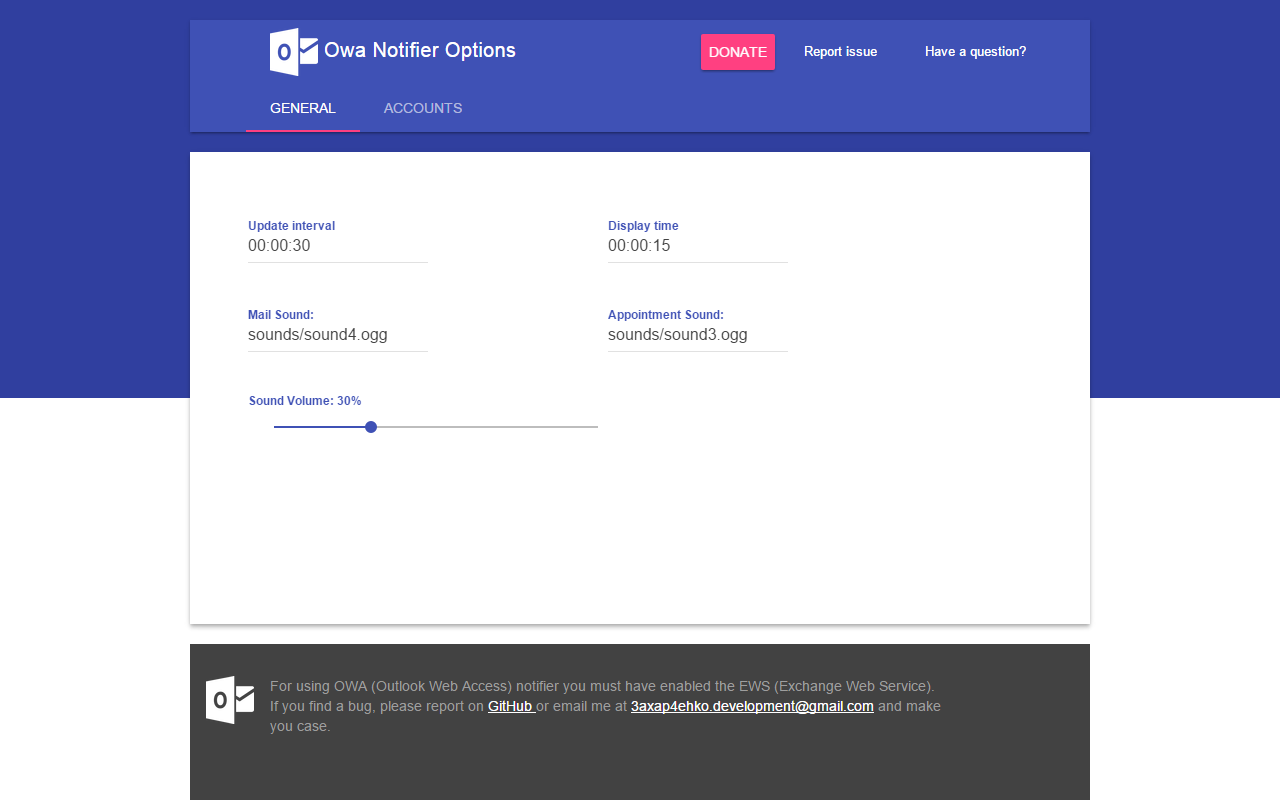 Owa Notifier Options
DONATE
Report issue
Have a question?
GENERAL
ACCOUNTS
Update interval
00:00:30
Display time
00:00:15
Mail Sound:
sounds/sound4.ogg
Appointment Sound:
sounds/sound3.ogg
Sound Volume: 30%
For using OWA (Outlook Web Access) notifier you must have enabled the EWS (Exchange Web Service).
If you find a bug, please report on GitHub or email me at 3axap4ehko.development@gmail.com and make
you case.